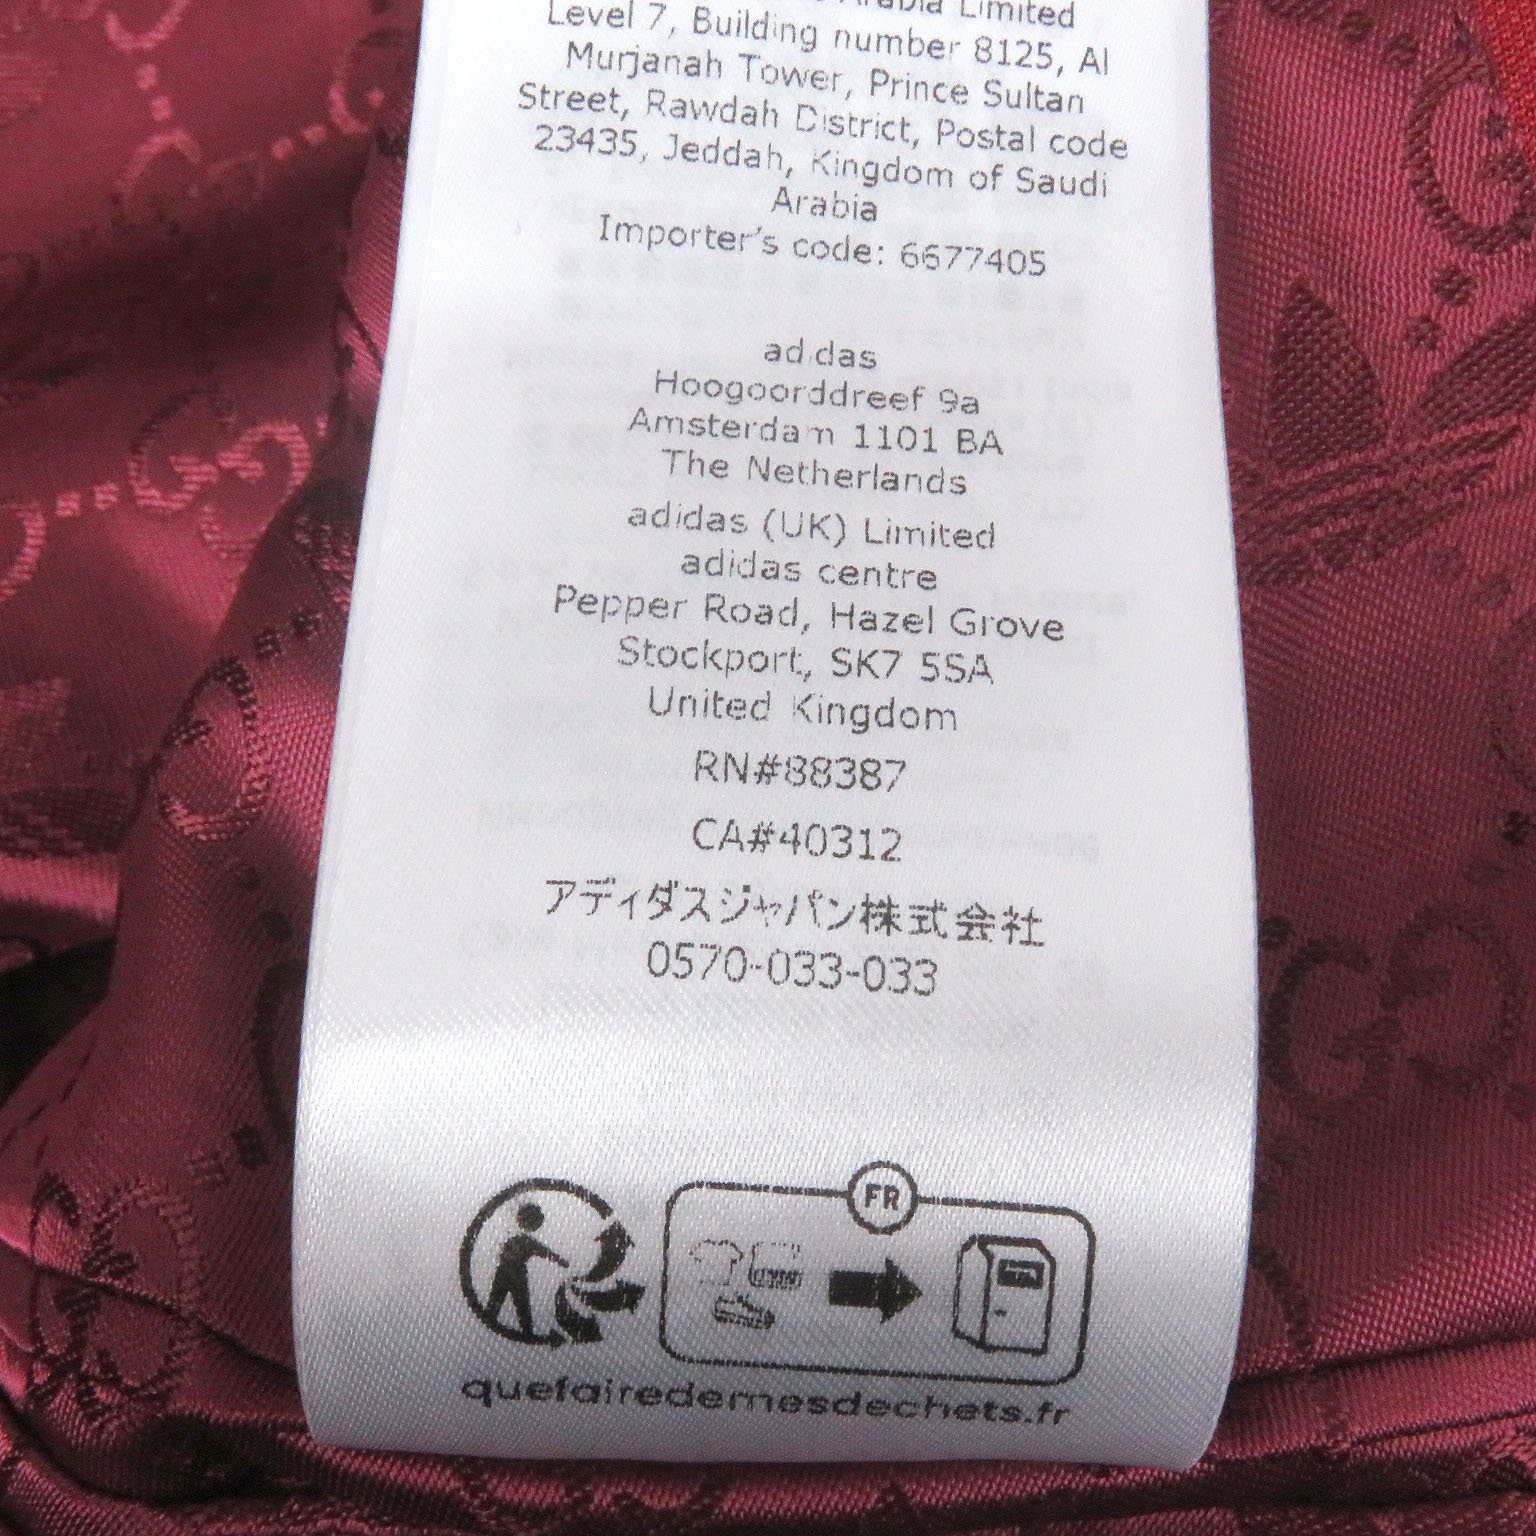 Arabia Limited
Level 7, Building number 8125, Al
Murjanah Tower, Prince Sultan
Street, Rawdah District, Postal code
23435, Jeddah, Kingdom of Saudi
Arabia
Importer's code: 6677405
adidas
Hoogoorddreef 9a
Amsterdam 1101 BA
The Netherlands
adidas (UK) Limited
adidas centre
Pepper Road, Hazel Grove
Stockport, SK7 5SA
United Kingdom
RN#88387
CA#40312
アディダスジャパン株式会社
0570-033-033
FR
quefairedemesdechets.fr